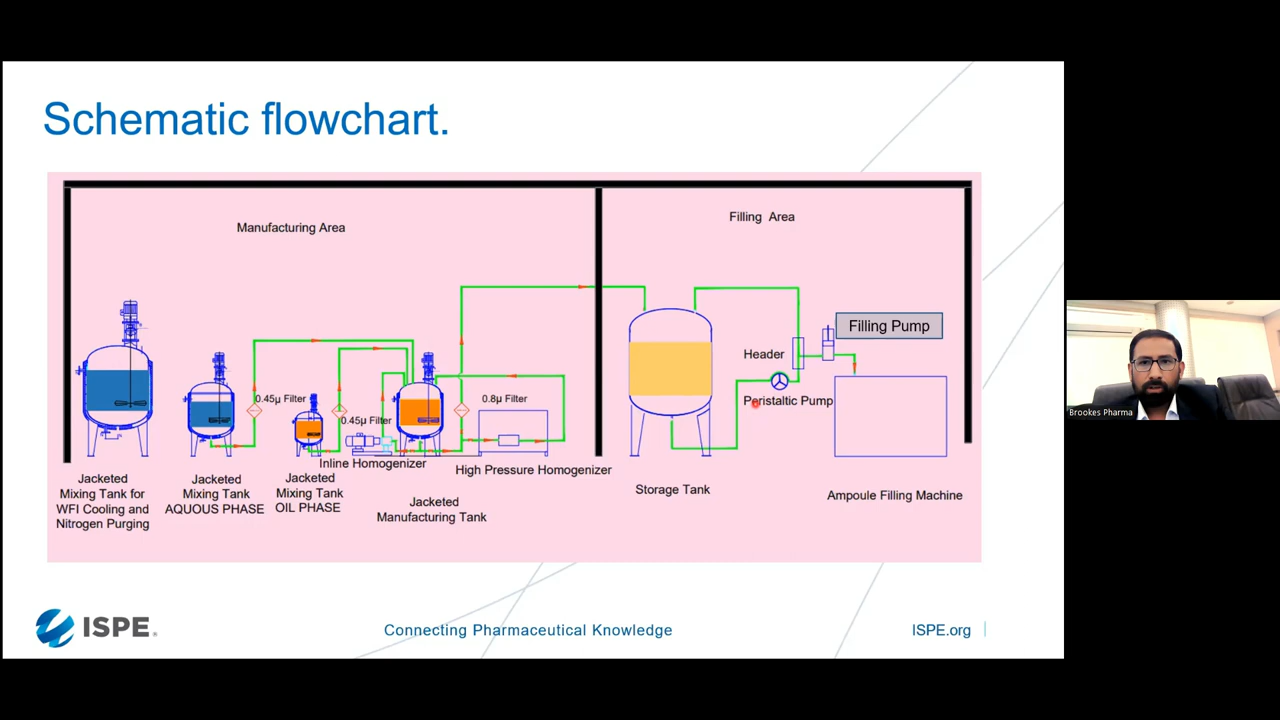 Schematic flowchart.
Manufacturing Area
Filling Area
Filling Pump
Header
Peristaltic Pump
0.45µ Filter
0.45µ Filter
0.8µ Filter
Inline Homogenizer
High Pressure Homogenizer
Jacketed
Mixing Tank for
WFI Cooling and
Nitrogen Purging
Jacketed
Mixing Tank
AQUOUS PHASE
Jacketed
Mixing Tank
OIL PHASE
Jacketed
Manufacturing Tank
Storage Tank
Ampoule Filling Machine
ISPE.
Connecting Pharmaceutical Knowledge
ISPE.org
Brookes Pharma